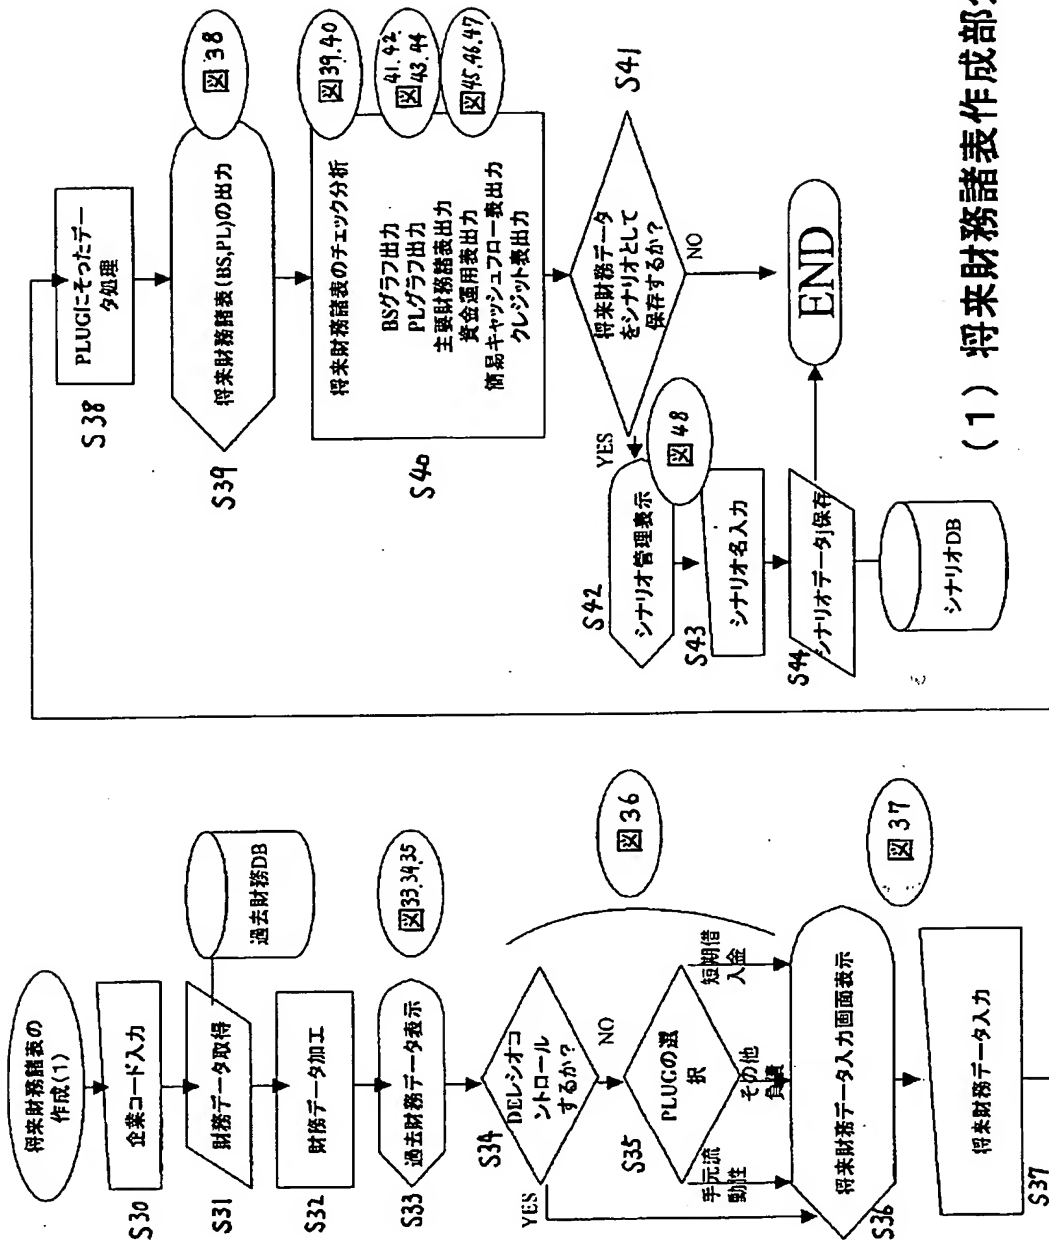 将来財務諸表の
作成(1)
企業コード入力
S30
財務データ取得
S31
過去財務DB
財務データ加工
S32
過去財務データ表示
S33
図33.34.35
DEレシオコ
ントロール
するか?
S34
YES
NO
PLUGの選
択
S35
手元流
動性
その他
負債
短期借
入金
図36
将来財務データ入力画面表示
S36
図37
将来財務データ入力
S37
PLUGにそったデー
タ処理
S38
将来財務諸表(BS,PL)の出力
S39
図38
将来財務諸表のチェック分析
BSグラフ出力
PLグラフ出力
主要財務諸表出力
資金運用表出力
簡易キャッシュフロー表出力
クレジット表出力
S40
図39.40
図41.42.
43.44
図45.46.47
将来財務データ
をシナリオとして
保存するか?
S41
YES
NO
シナリオ管理表示
S42
図48
シナリオ名入力
S43
シナリオデータ保存
S44
シナリオDB
END
(1)将来財務諸表作成部分